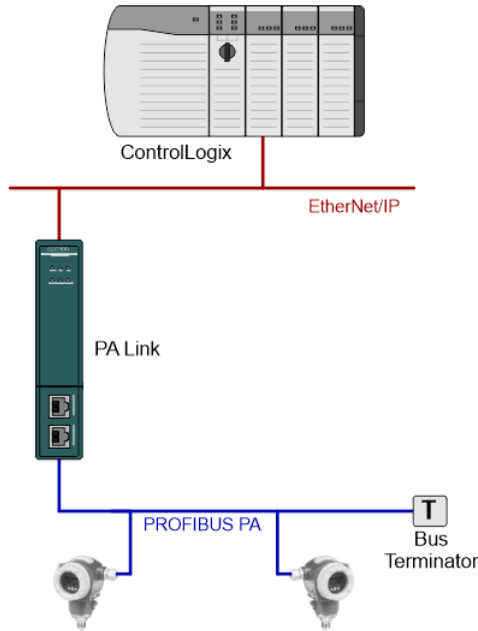 ControlLogix
EtherNet/IP
PA Link
PROFIBUS PA
T
Bus
Terminator